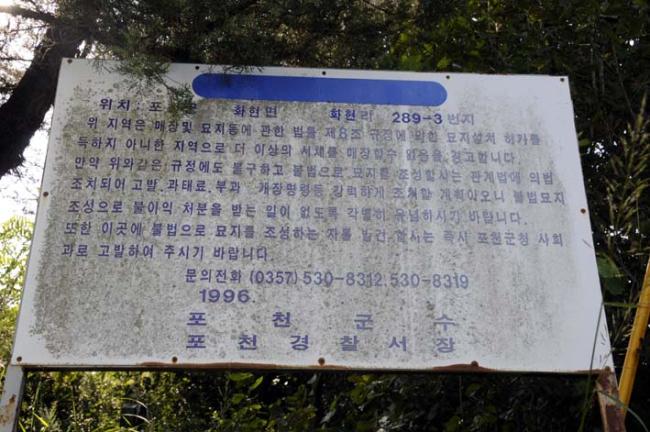 위치: 포천군 화현면 화현리 289-3 번지
위 지역은 매장및 묘지등에 관한 법률 제8조 규정에 의한 묘지설치 허가를
득하지 아니한 지역으로 더 이상의 시체를 매장할수 없음을 경고합니다.
만약 위와같은 규정에도 불구하고 불법으로 묘지를 조성할시는 관계법에 의법
조치되어 고발, 과태료, 부과 개장명령등 강력하게 조치할 계획이오니 불법묘지
조성으로 불이익 처분을 받는 일이 없도록 각별히 유념하시기 바랍니다.
또한 이곳에 불법으로 묘지를 조성하는 자를 발견 할시는 즉시 포천군청 사회
과로 고발하여 주시기 바랍니다.
문의전화 (0357) 530-8312. 530-8319
1996.
포 천 군 수
포 천 경 찰 서 장